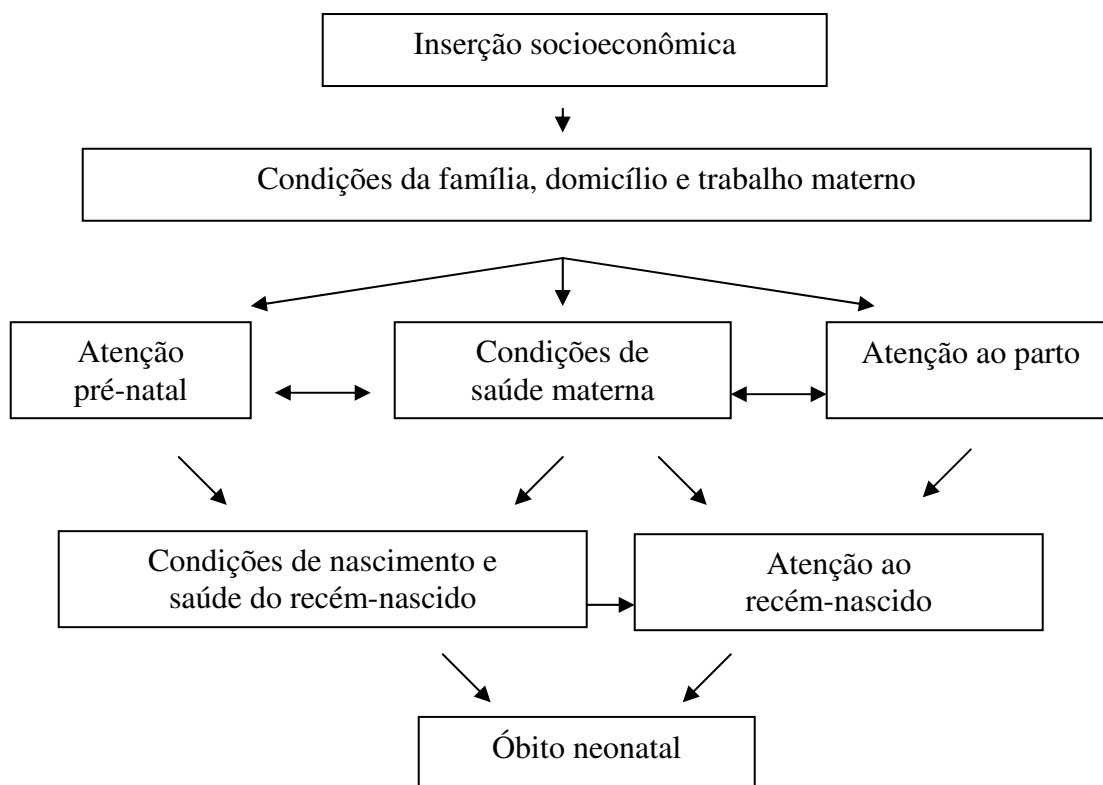 Inserção socioeconômica
Condições da família, domicílio e trabalho materno
Atenção
pré-natal
Condições de
saúde materna
Atenção ao parto
Condições de nascimento e
saúde do recém-nascido
Atenção ao
recém-nascido
Óbito neonatal